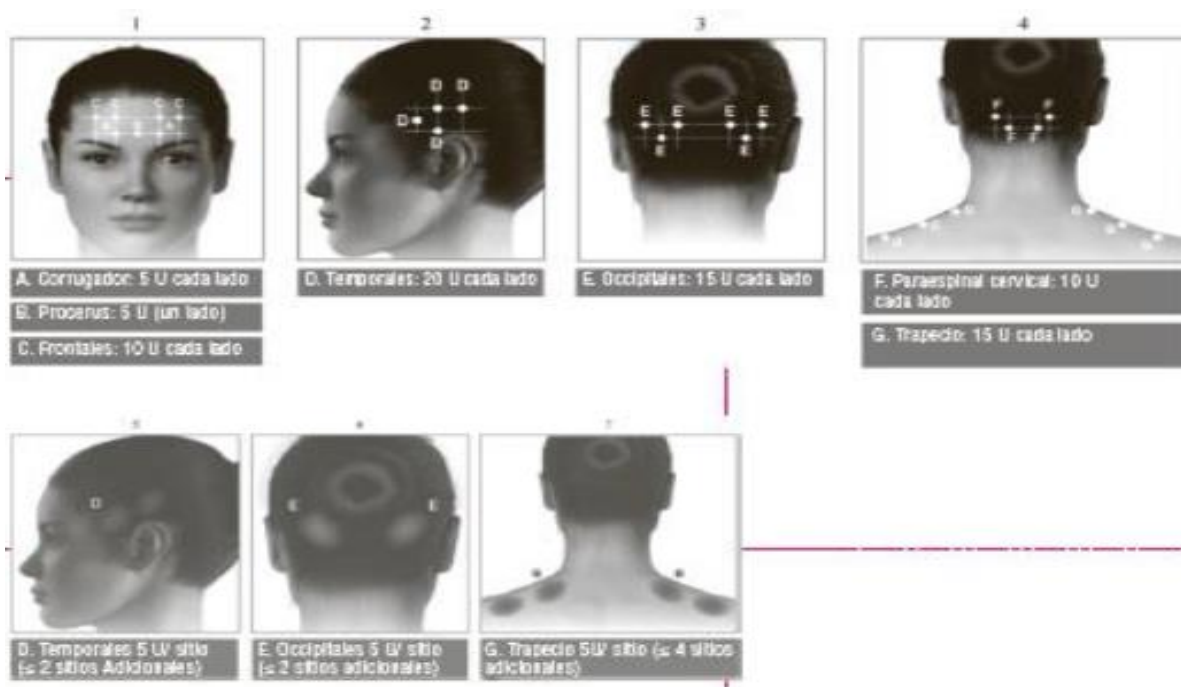 1
2
3
4
C C C C
A A
B
D D
D
D
E E E E
E E
F F
F F
G G
G G
G G
A. Corrugador: 5 U cada lado
B. Procerus: 5 U (un lado)
C. Frontales: 10 U cada lado
D. Temporales: 20 U cada lado
E. Occipitales: 15 U cada lado
F. Paraespinal cervical: 10 U
cada lado
G. Trapecio: 15 U cada lado
5
6
7
D
E E
D. Temporales 5 U/ sitio
(≤ 2 sitios Adicionales)
E. Occipitales 5 U/ sitio
(≤ 2 sitios adicionales)
G. Trapecio 5U/ sitio (≤ 4 sitios
adicionales)